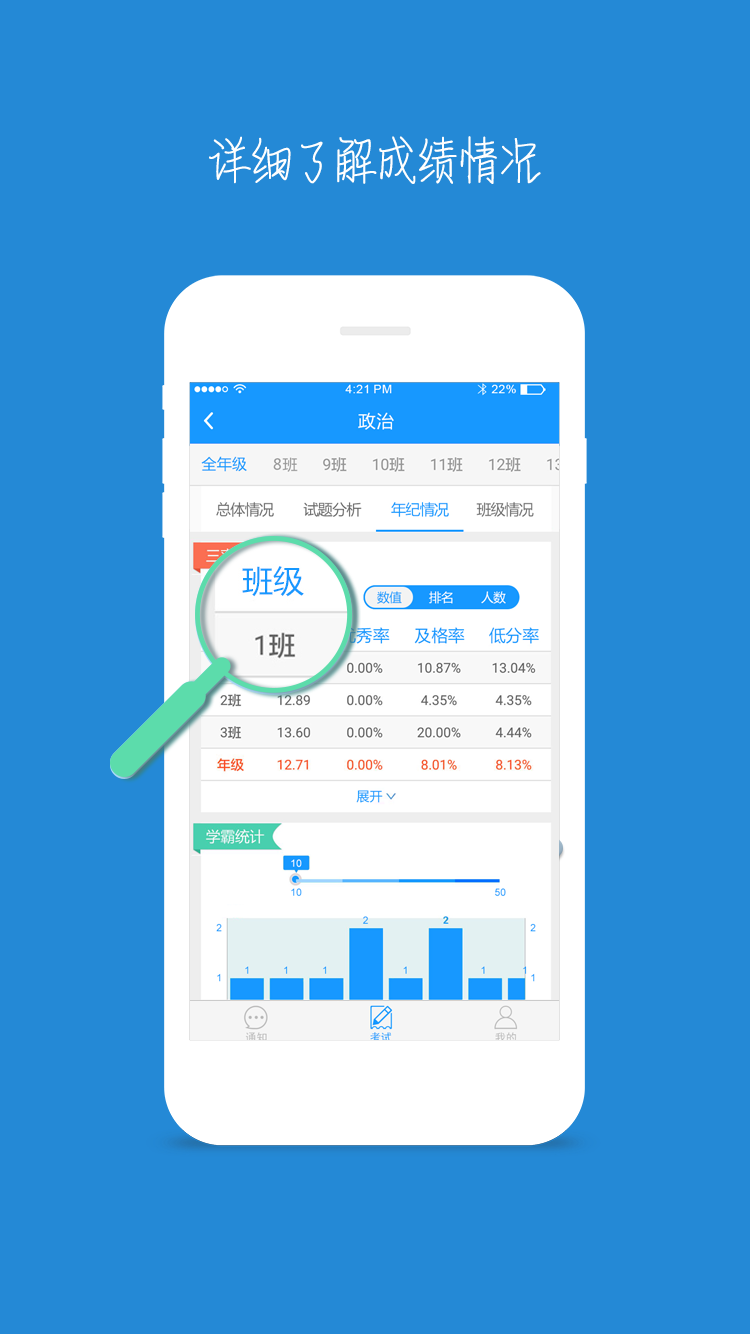 详细了解成绩情况
4:21 PM 22%
政治
全年级 8班 9班 10班 11班 12班 13
总体情况 试题分析 年纪情况 班级情况
三
班级
数值 排名 人数
秀率 及格率 低分率
1班 0.00% 10.87% 13.04%
2班 12.89 0.00% 4.35% 4.35%
3班 13.60 0.00% 20.00% 4.44%
年级 12.71 0.00% 8.01% 8.13%
展开
学霸统计
10
10 50
2 2 2 2
1 1 1 1 1 1 1 1
通知 考试 我的